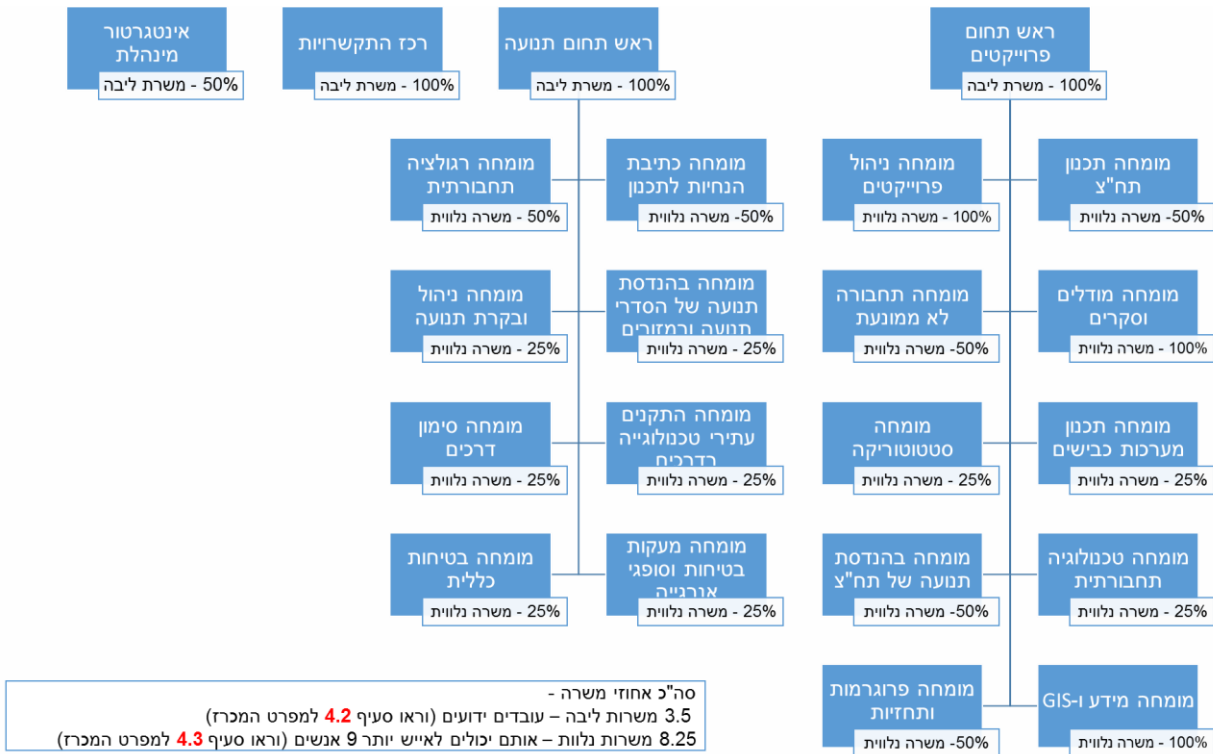 ראש תחום
פרוייקטים
100% - משרת ליבה
ראש תחום תנועה
100% - משרת ליבה
רכז התקשרויות
100% - משרת ליבה
אינטגרטור
מינהלת
50% - משרת ליבה
מומחה תכנון
תח"צ
50%- משרה נלווית
מומחה ניהול
פרוייקטים
100% - משרה נלווית
מומחה כתיבת
הנחיות לתכנון
50%- משרה נלווית
מומחה רגולציה
תחבורתית
50% - משרה נלווית
מומחה מודלים
וסקרים
100% - משרה נלווית
מומחה תחבורה
לא ממונעת
50%- משרה נלווית
מומחה בהנדסת
תנועה של הסדרי
תנועה ורמזורים
25% - משרה נלווית
מומחה ניהול
ובקרת תנועה
25% - משרה נלווית
מומחה תכנון
מערכות כבישים
25% - משרה נלווית
מומחה
סטטוטוריקה
25% - משרה נלווית
מומחה התקנים
עתירי טכנולוגייה
בדרכים
25% - משרה נלווית
מומחה סימון
דרכים
25% - משרה נלווית
מומחה טכנולוגיה
תחבורתית
25% - משרה נלווית
מומחה בהנדסת
תנועה של תח"צ
50%- משרה נלווית
מומחה מעקות
בטיחות וסופגי
אנרגייה
25% - משרה נלווית
מומחה בטיחות
כללית
25% - משרה נלווית
מומחה מידע ו-GIS
100% - משרה נלווית
מומחה פרוגרמות
ותחזיות
50%- משרה נלווית
סה"כ אחוזי משרה -
3.5 משרות ליבה – עובדים ידועים (וראו סעיף 4.2 למפרט המכרז)
8.25 משרות נלוות – אותם יכולים לאייש יותר 9 אנשים (וראו סעיף 4.3 למפרט המכרז)